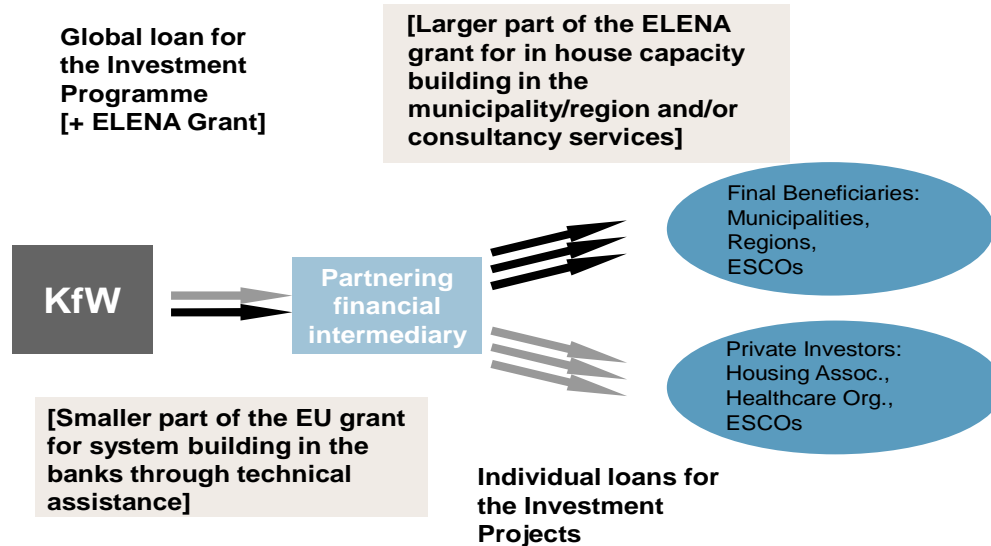 Global loan for
the Investment
Programme
[+ ELENA Grant]
[Larger part of the ELENA
grant for in house capacity
building in the
municipality/region and/or
consultancy services]
Final Beneficiaries:
Municipalities,
Regions,
ESCOs
KfW
Partnering
financial
intermediary
Private Investors:
Housing Assoc.,
Healthcare Org.,
ESCOs
[Smaller part of the EU grant
for system building in the
banks through technical
assistance]
Individual loans for
the Investment
Projects